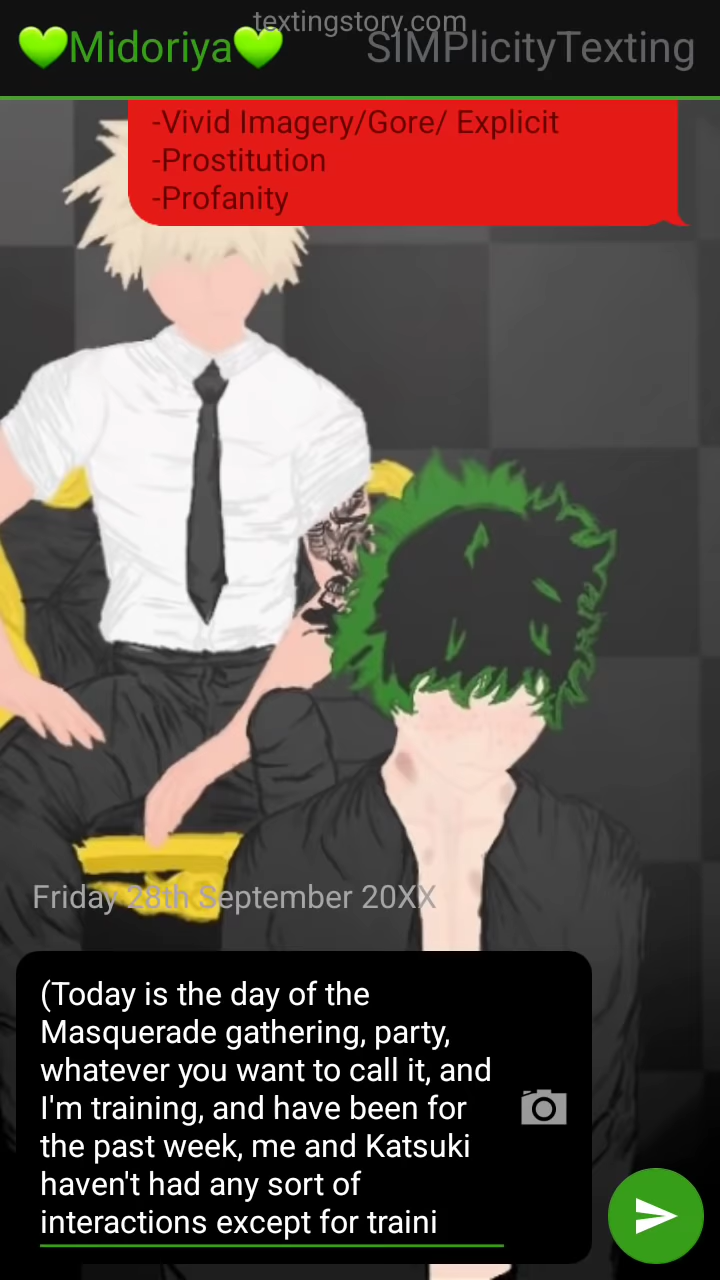 textingstory.com
💚Midoriya💚 SIMPlicityTexting
-Vivid Imagery/Gore/ Explicit
-Prostitution
-Profanity
Friday 28th September 20XX
(Today is the day of the
Masquerade gathering, party,
whatever you want to call it, and
I'm training, and have been for
the past week, me and Katsuki
haven't had any sort of
interactions except for traini